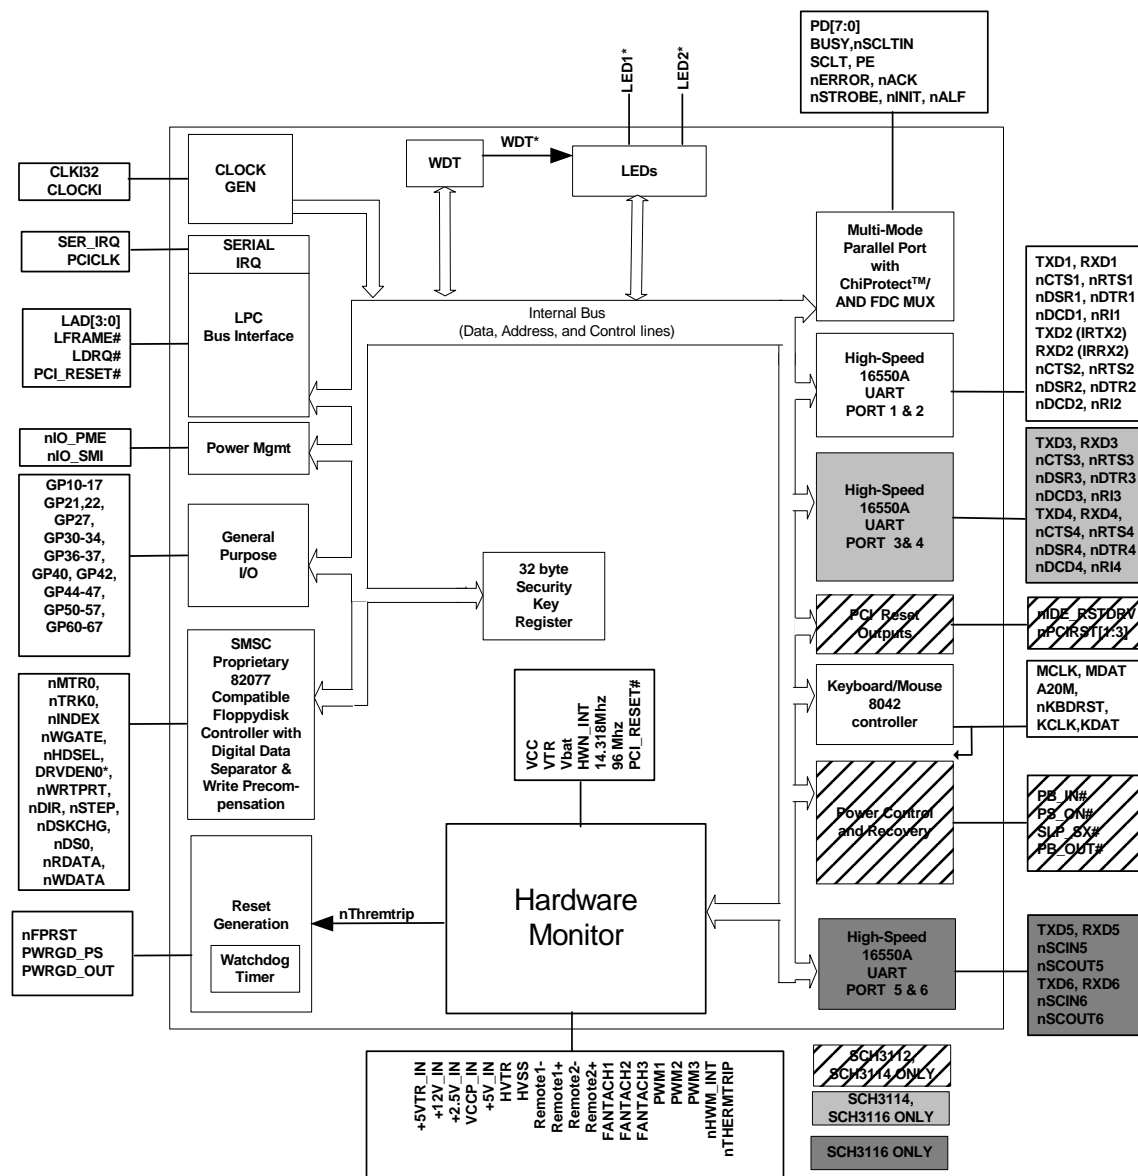 LED1*
LED2*
PD[7:0]
BUSY,nSCLTIN
SCLT, PE
nERROR, nACK
nSTROBE, nINIT, nALF
CLKI32
CLOCKI
CLOCK
GEN
WDT
WDT*
LEDs
SER_IRQ
PCICLK
SERIAL
IRQ
LAD[3:0]
LFRAME#
LDRQ#
PCI_RESET#
LPC
Bus Interface
Internal Bus
(Data, Address, and Control lines)
Multi-Mode
Parallel Port
with
ChiProtect™/
AND FDC MUX
TXD1, RXD1
nCTS1, nRTS1
nDSR1, nDTR1
nDCD1, nRI1
TXD2 (IRTX2)
RXD2 (IRRX2)
nCTS2, nRTS2
nDSR2, nDTR2
nDCD2, nRI2
High-Speed
16550A
UART
PORT 1 & 2
nIO_PME
nIO_SMI
Power Mgmt
High-Speed
16550A
UART
PORT 3& 4
TXD3, RXD3
nCTS3, nRTS3
nDSR3, nDTR3
nDCD3, nRI3
TXD4, RXD4,
nCTS4, nRTS4
nDSR4, nDTR4
nDCD4, nRI4
GP10-17
GP21,22,
GP27,
GP30-34,
GP36-37,
GP40, GP42,
GP44-47,
GP50-57,
GP60-67
General
Purpose
I/O
32 byte
Security
Key
Register
PCI Reset
Outputs
nIDE_RSTDRV
nPCIRST[1:3]
nMTR0,
nTRK0,
nINDEX
nWGATE,
nHDSEL,
DRVDEN0*,
nWRTPRT,
nDIR, nSTEP,
nDSKCHG,
nDS0,
nRDATA,
nWDATA
SMSC
Proprietary
82077
Compatible
Floppydisk
Controller with
Digital Data
Separator &
Write Precom-
pensation
VCC
VTR
Vbat
HWN_INT
14.318Mhz
96 Mhz
PCI_RESET#
Keyboard/Mouse
8042
controller
MCLK, MDAT
A20M,
nKBDRST,
KCLK,KDAT
Power Control
and Recovery
PB_IN#
PS_ON#
SLP_SX#
PB_OUT#
nFPRST
PWRGD_PS
PWRGD_OUT
Reset
Generation
Watchdog
Timer
nThremtrip
Hardware
Monitor
High-Speed
16550A
UART
PORT 5 & 6
TXD5, RXD5
nSCIN5
nSCOUT5
TXD6, RXD6
nSCIN6
nSCOUT6
+5VTR_IN
+12V_IN
+2.5V_IN
VCCP_IN
+5V_IN
HVTR
HVSS
Remote1-
Remote1+
Remote2-
Remote2+
FANTACH1
FANTACH2
FANTACH3
PWM1
PWM2
PWM3
nHWM_INT
nTHERMTRIP
SCH3112,
SCH3114 ONLY
SCH3114,
SCH3116 ONLY
SCH3116 ONLY